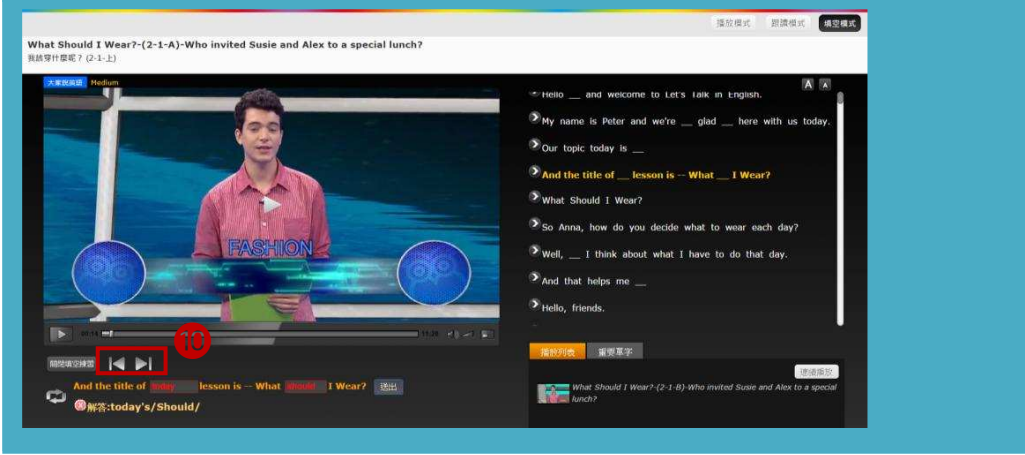 播放模式 跟讀模式 填空模式
What Should I Wear?-(2-1-A)-Who invited Susie and Alex to a special lunch?
我該穿什麼呢？ (2-1-上)
大家說英語 Medium
FASHION
A A
Hello __ and welcome to Let's Talk in English.
My name is Peter and we're __ glad __ here with us today.
Our topic today is __
And the title of __ lesson is -- What __ I Wear?
What Should I Wear?
So Anna, how do you decide what to wear each day?
Well, __ I think about what I have to do that day.
And that helps me __
Hello, friends.
10
關閉填空練習
And the title of today lesson is -- What should I Wear? 送出
解答:today's/Should/
播放列表 重要單字
連續播放
What Should I Wear?-(2-1-B)-Who invited Susie and Alex to a special
lunch?